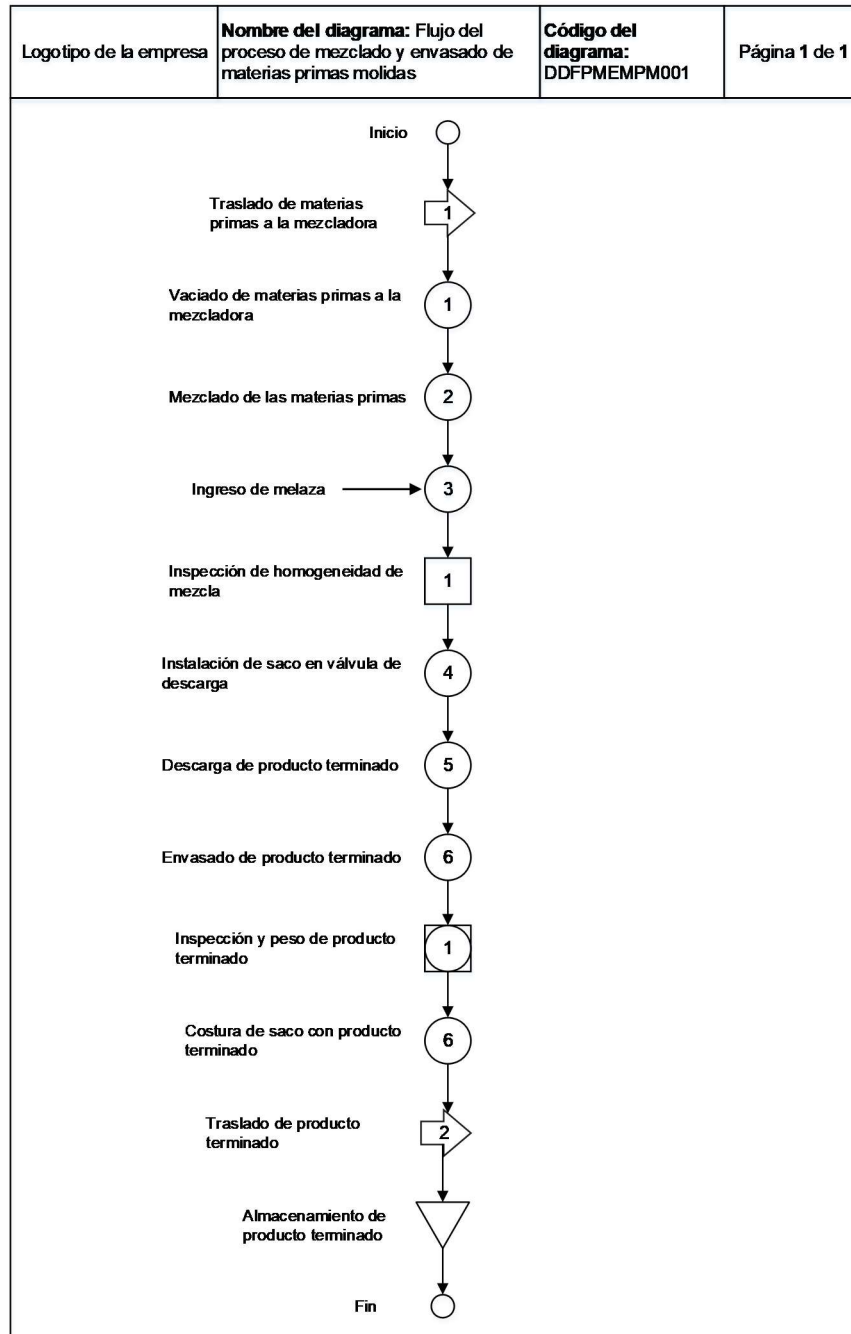 Logotipo de la empresa
Nombre del diagrama: Flujo del
proceso de mezclado y envasado de
materias primas molidas
Código del
diagrama:
DDFPMEMPM001
Página 1 de 1
Inicio
Traslado de materias
primas a la mezcladora
1
Vaciado de materias primas a la
mezcladora
1
Mezclado de las materias primas
2
Ingreso de melaza
3
Inspección de homogeneidad de
mezcla
1
Instalación de saco en válvula de
descarga
4
Descarga de producto terminado
5
Envasado de producto terminado
6
Inspección y peso de producto
terminado
1
Costura de saco con producto
terminado
6
Traslado de producto
terminado
2
Almacenamiento de
producto terminado
Fin